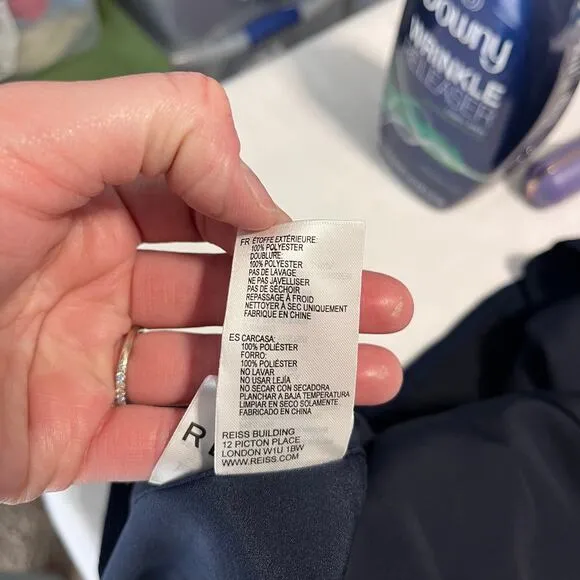 Downy
WRINKLE
RELEASER
FR ÉTOFFE EXTÉRIEURE:
100% POLYESTER
DOUBLURE:
100% POLYESTER
PAS DE LAVAGE
NE PAS JAVELLISER
PAS DE SÉCHOIR
REPASSAGE À FROID
NETTOYER À SEC UNIQUEMENT
FABRIQUE EN CHINE
ES CARCASA:
100% POLIÉSTER
FORRO:
100% POLIÉSTER
NO LAVAR
NO USAR LEJÍA
NO SECAR CON SECADORA
PLANCHAR A BAJA TEMPERATURA
LIMPIAR EN SECO SOLAMENTE
FABRICADO EN CHINA
REISS BUILDING
12 PICTON PLACE
LONDON W1U 1BW
WWW.REISS.COM
R